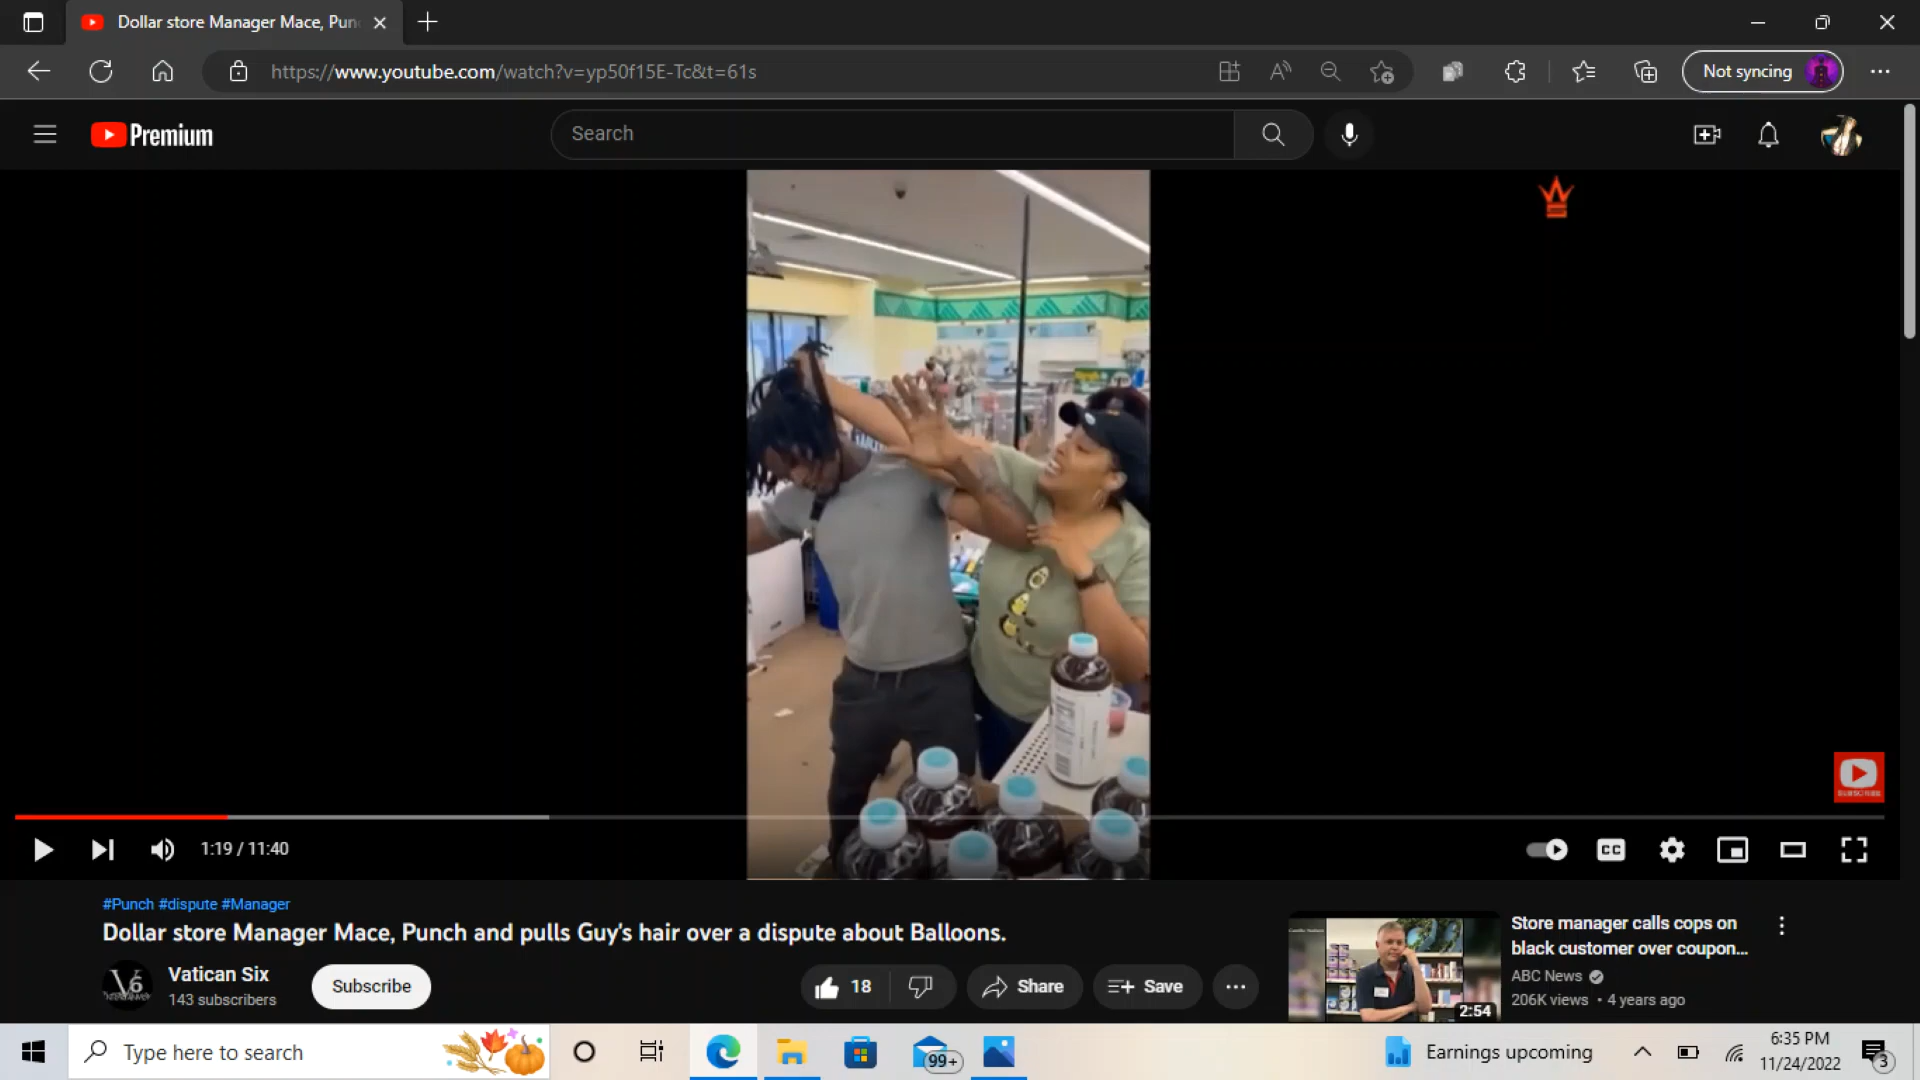 Dollar store Manager Mace, Pun
https://www.youtube.com/watch?v=yp50f15E-Tc&t=61s
A
Not syncing
Premium
Search
1:19 / 11:40
CC
#Punch #dispute #Manager
Dollar store Manager Mace, Punch and pulls Guy's hair over a dispute about Balloons.
V6
Vatican Six
143 subscribers
Subscribe
18
Share
Save
2:54
Store manager calls cops on
black customer over coupon...
ABC News
206K views • 4 years ago
Type here to search
99+
Earnings upcoming
6:35 PM
11/24/2022
3